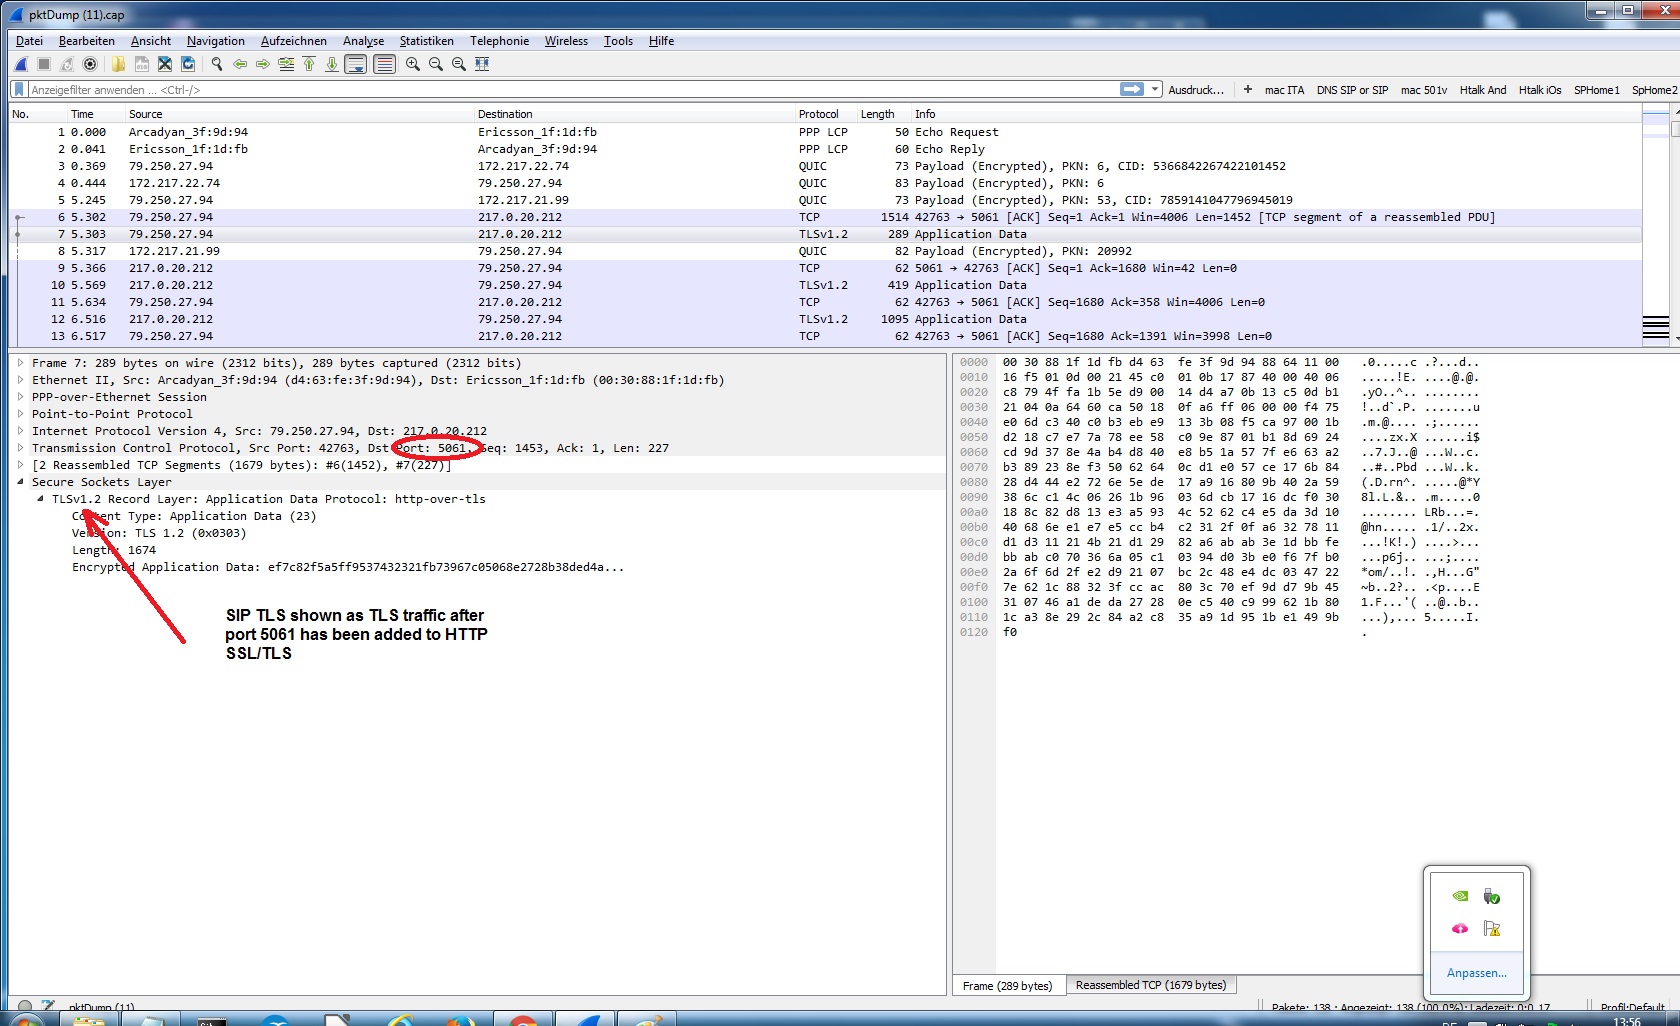 pktDump (11).cap
Datei Bearbeiten Ansicht Navigation Aufzeichnen Analyse Statistiken Telephonie Wireless Tools Hilfe
Anzeigefilter anwenden ... <Ctrl-/> Ausdruck... + mac ITA DNS SIP or SIP mac 501v Htalk And Htalk iOs SPHome1 SpHome2
No. Time Source Destination Protocol Length Info
1 0.000 Arcadyan_3f:9d:94 Ericsson_1f:1d:fb PPP LCP 50 Echo Request
2 0.041 Ericsson_1f:1d:fb Arcadyan_3f:9d:94 PPP LCP 60 Echo Reply
3 0.369 79.250.27.94 172.217.22.74 QUIC 73 Payload (Encrypted), PKN: 6, CID: 5366842267422101452
4 0.444 172.217.22.74 79.250.27.94 QUIC 83 Payload (Encrypted), PKN: 6
5 5.245 79.250.27.94 172.217.21.99 QUIC 73 Payload (Encrypted), PKN: 53, CID: 7859141047796945019
6 5.302 79.250.27.94 217.0.20.212 TCP 1514 42763 → 5061 [ACK] Seq=1 Ack=1 Win=4006 Len=1452 [TCP segment of a reassembled PDU]
7 5.303 79.250.27.94 217.0.20.212 TLSv1.2 289 Application Data
8 5.317 172.217.21.99 79.250.27.94 QUIC 82 Payload (Encrypted), PKN: 20992
9 5.366 217.0.20.212 79.250.27.94 TCP 62 5061 → 42763 [ACK] Seq=1 Ack=1680 Win=42 Len=0
10 5.569 217.0.20.212 79.250.27.94 TLSv1.2 419 Application Data
11 5.634 79.250.27.94 217.0.20.212 TCP 62 42763 → 5061 [ACK] Seq=1680 Ack=358 Win=4006 Len=0
12 6.516 217.0.20.212 79.250.27.94 TLSv1.2 1095 Application Data
13 6.535 79.250.27.94 217.0.20.212 TCP 62 42763 → 5061 [ACK] Seq=1680 Ack=1391 Win=3998 Len=0
Frame 7: 289 bytes on wire (2312 bits), 289 bytes captured (2312 bits)
Ethernet II, Src: Arcadyan_3f:9d:94 (d4:63:fe:3f:9d:94), Dst: Ericsson_1f:1d:fb (00:30:88:1f:1d:fb)
PPP-over-Ethernet Session
Point-to-Point Protocol
Internet Protocol Version 4, Src: 79.250.27.94, Dst: 217.0.20.212
Transmission Control Protocol, Src Port: 42763, Dst Port: 5061, Seq: 1453, Ack: 1, Len: 227
[2 Reassembled TCP Segments (1679 bytes): #6(1452), #7(227)]
Secure Sockets Layer
TLSv1.2 Record Layer: Application Data Protocol: http-over-tls
Content Type: Application Data (23)
Version: TLS 1.2 (0x0303)
Length: 1674
Encrypted Application Data: ef7c82f5a5ff9537432321fb73967c05068e2728b38ded4a...
SIP TLS shown as TLS traffic after
port 5061 has been added to HTTP
SSL/TLS
0000 00 30 88 1f 1d fb d4 63 fe 3f 9d 94 88 64 11 00 .0.....c .?...d..
0010 16 f5 01 0d 00 21 45 c0 01 0b 17 87 40 00 40 06 .....!E. ....@.@.
0020 c8 79 4f fa 1b 5e d9 00 14 d4 a7 0b 13 c5 0d b1 .yO..^.. ........
0030 21 04 0a 64 60 ca 50 18 0f a6 ff 06 00 00 f4 75 !..d`.P. .......u
0040 e0 6d c3 40 c0 b3 eb e9 13 3b 08 f5 ca 97 00 1b .m.@.... .;......
0050 d2 18 c7 e7 7a 78 ee 58 c0 9e 87 01 b1 8d 69 24 ....zx.X ......i$
0060 cd 9d 37 8e 4a b4 d8 40 e8 b5 1a 57 7f e6 63 a2 ..7.J..@ ...W..c.
0070 b3 89 23 8e f3 50 62 64 0c d1 e0 57 ce 17 6b 84 ..#..Pbd ...W..k.
0080 28 d4 44 e2 72 6e 5e de 17 a9 16 80 9b 40 2a 59 (.D.rn^. .....@*Y
0090 38 6c c1 4c 06 26 1b 96 03 6d cb 17 16 dc f0 30 8l.L.&.. .m.....0
00a0 18 8c 82 d8 13 e3 a5 93 4c 52 62 c4 e5 da 3d 10 ........ LRb...=.
00b0 40 68 6e e1 e7 e5 cc b4 c2 31 2f 0f a6 32 78 11 @hn..... .1/..2x.
00c0 d1 d3 11 21 4b 21 d1 29 82 a6 ab ab 3e 1d bb fe ...!K!.) ....>...
00d0 bb ab c0 70 36 6a 05 c1 03 94 d0 3b e0 f6 7f b0 ...p6j.. ...;....
00e0 2a 6f 6d 2f e2 d9 21 07 bc 2c 48 e4 dc 03 47 22 *om/..!. .,H...G"
00f0 7e 62 1c 88 32 3f cc ac 80 3c 70 ef 9d d7 9b 45 ~b..2?.. .<p....E
0100 31 07 46 a1 de da 27 28 0e c5 40 c9 99 62 1b 80 1.F...'( ..@..b..
0110 1c a3 8e 29 2c 84 a2 c8 35 a9 1d 95 1b e1 49 9b ...),... 5.....I.
0120 f0 .
Anpassen...
Frame (289 bytes) Reassembled TCP (1679 bytes)
pktDump (11) Pakete: 138 · Angezeigt: 138 (100.0%) · Ladezeit: 0:0.17 Profil: Default
DE 13:56